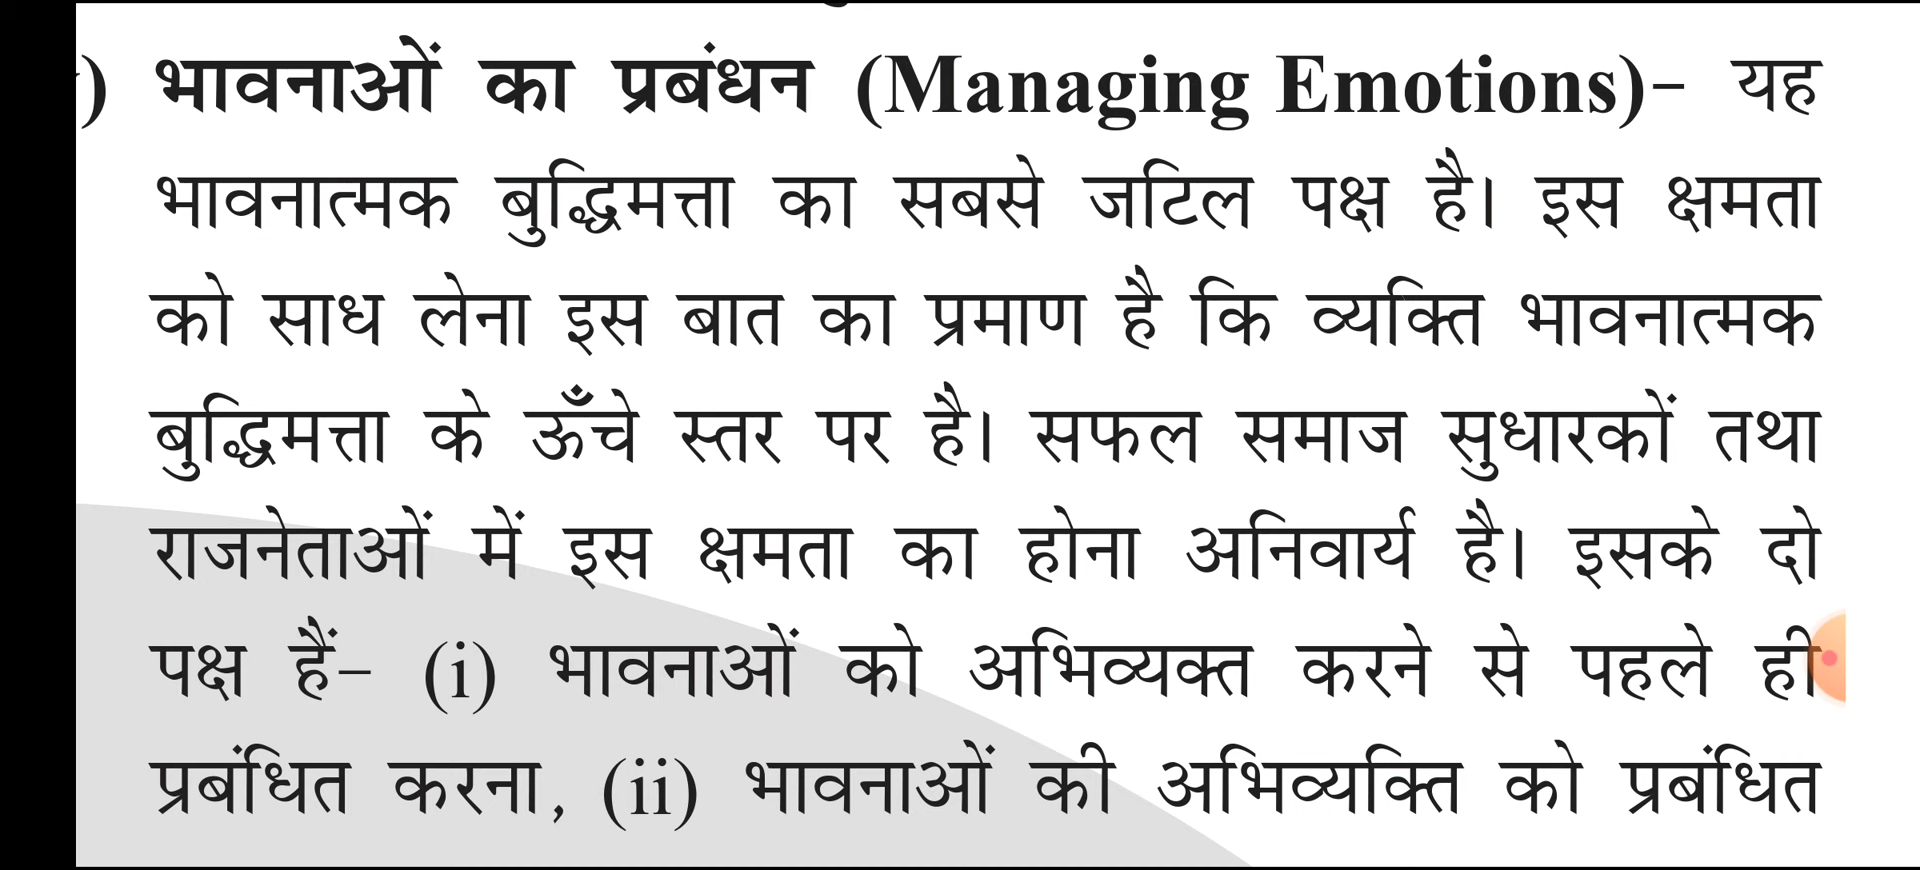 ) भावनाओं का प्रबंधन (Managing Emotions)- यह
भावनात्मक बुद्धिमत्ता का सबसे जटिल पक्ष है। इस क्षमता
को साध लेना इस बात का प्रमाण है कि व्यक्ति भावनात्मक
बुद्धिमत्ता के ऊँचे स्तर पर है। सफल समाज सुधारकों तथा
राजनेताओं में इस क्षमता का होना अनिवार्य है। इसके दो
पक्ष हैं- (i) भावनाओं को अभिव्यक्त करने से पहले ही
प्रबंधित करना, (ii) भावनाओं की अभिव्यक्ति को प्रबंधित